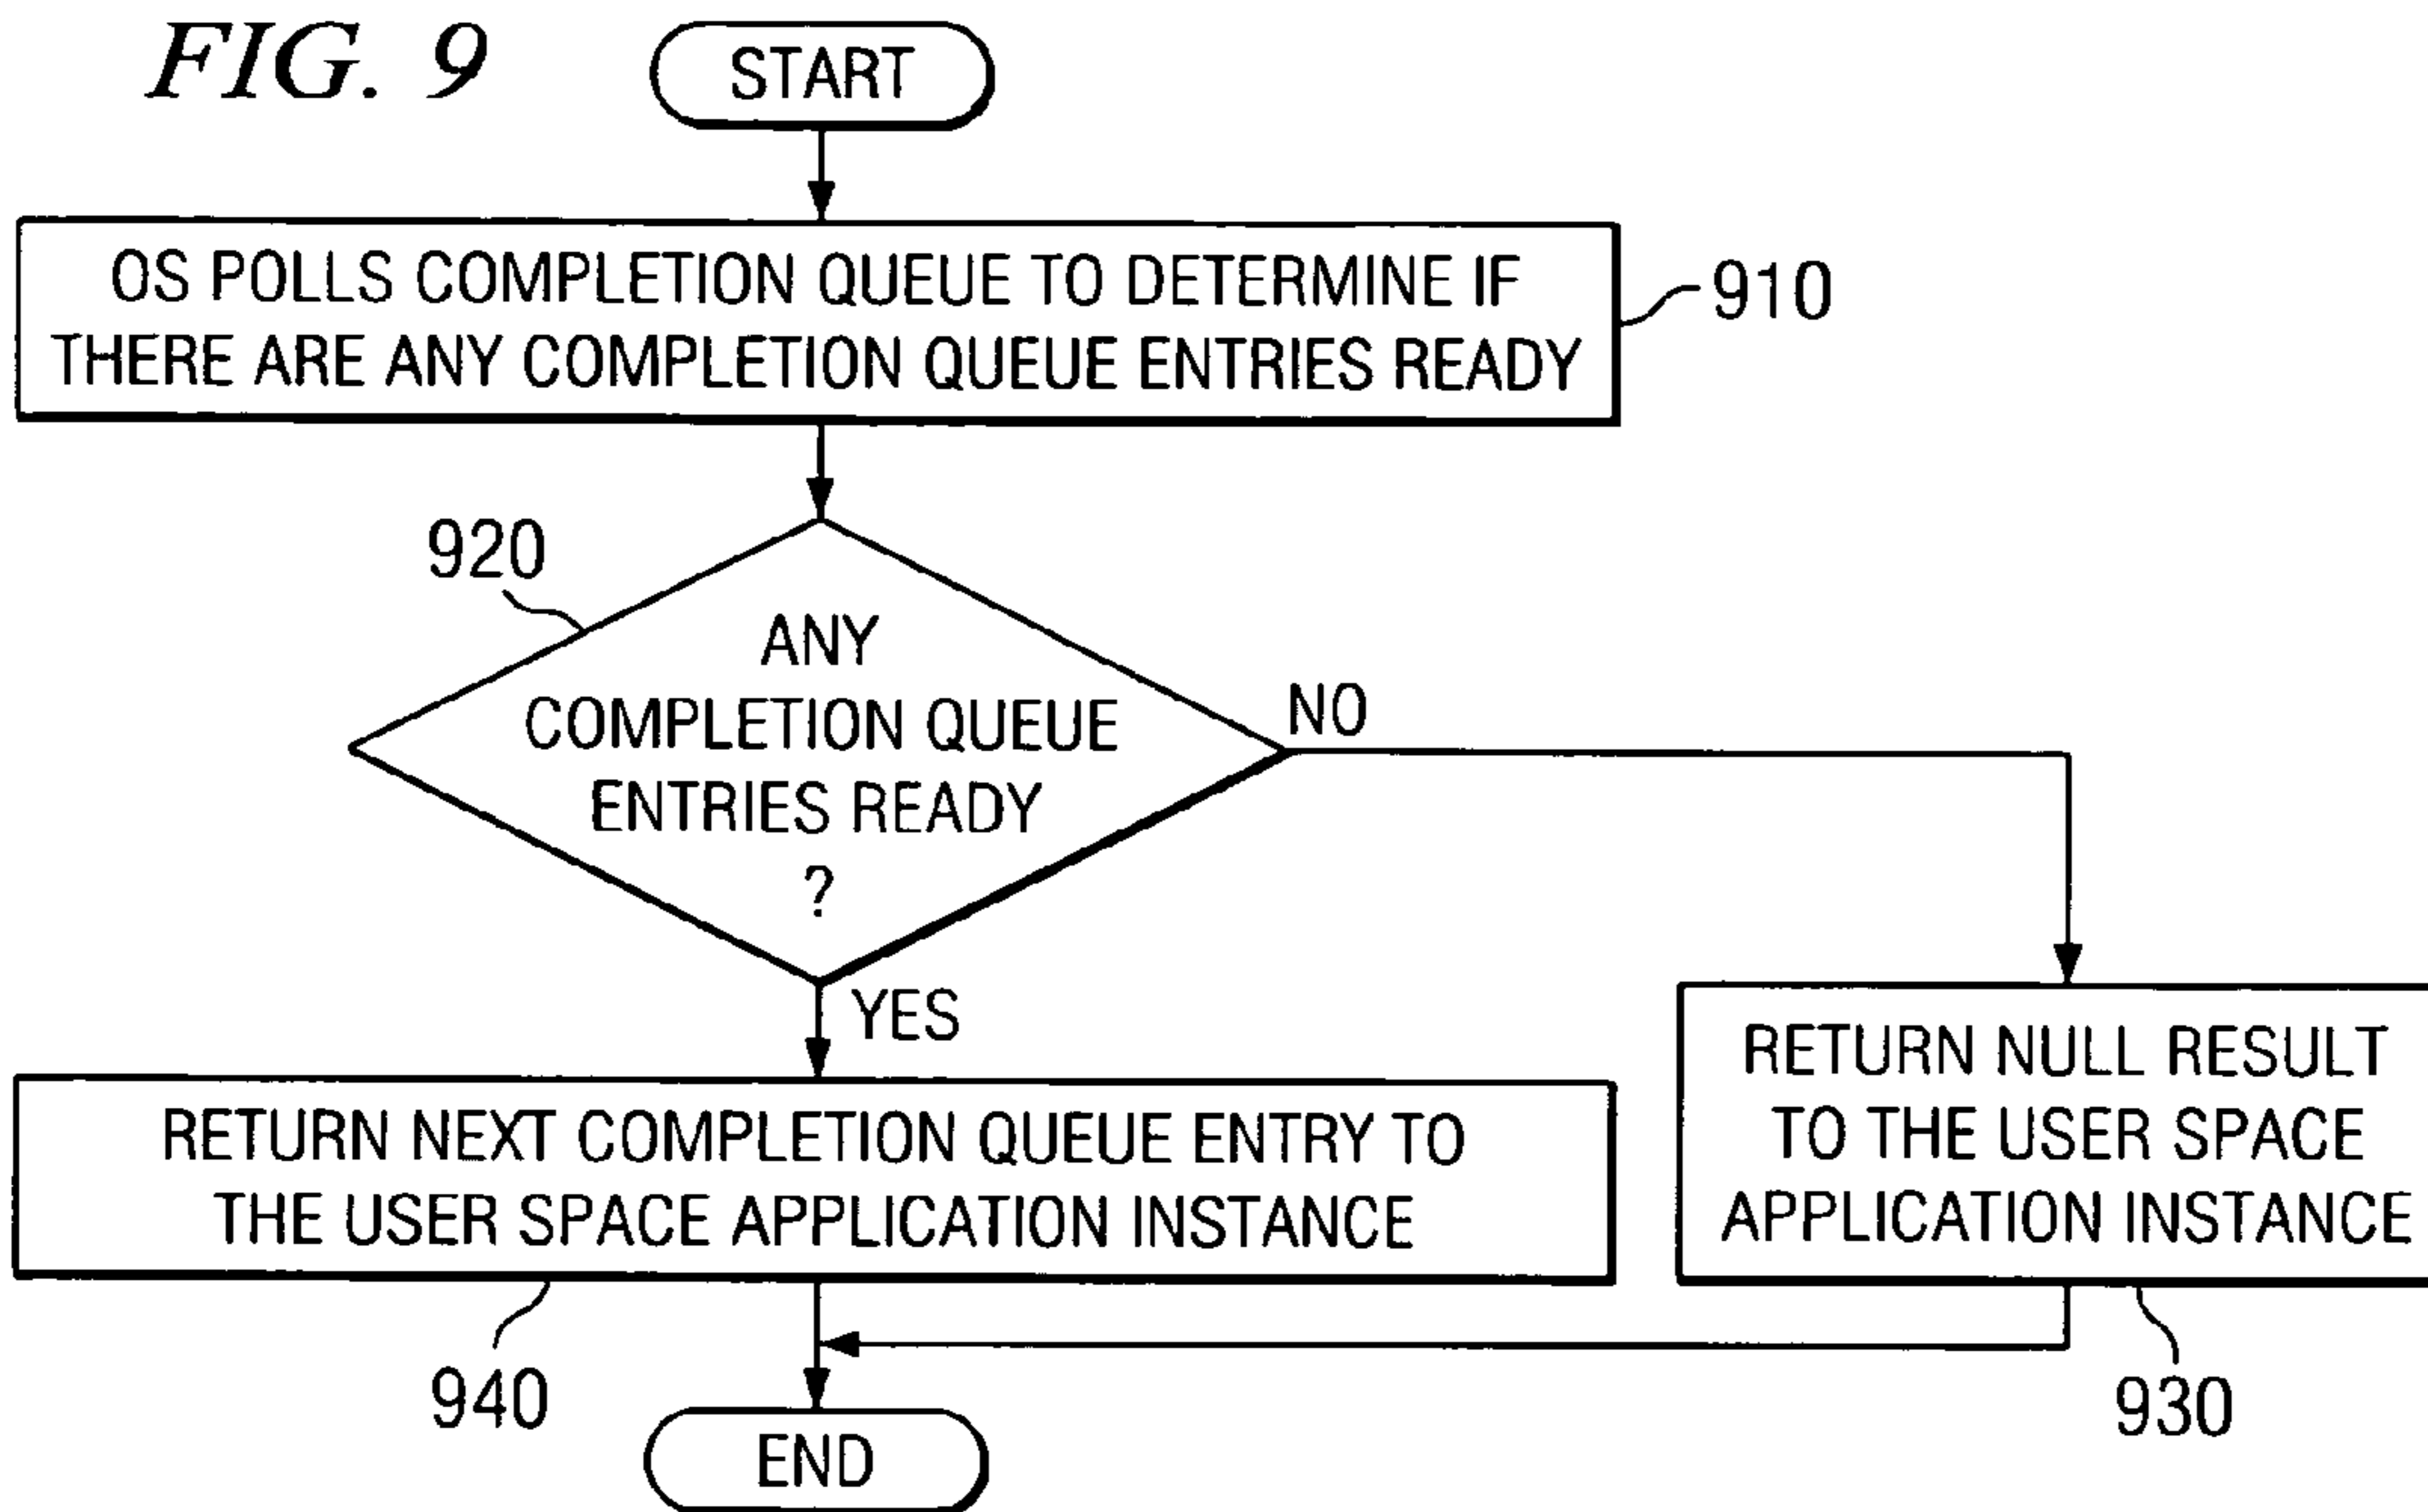 FIG. 9
START
OS POLLS COMPLETION QUEUE TO DETERMINE IF
THERE ARE ANY COMPLETION QUEUE ENTRIES READY
910
920
ANY
COMPLETION QUEUE
ENTRIES READY
?
NO
YES
RETURN NEXT COMPLETION QUEUE ENTRY TO
THE USER SPACE APPLICATION INSTANCE
940
RETURN NULL RESULT
TO THE USER SPACE
APPLICATION INSTANCE
930
END